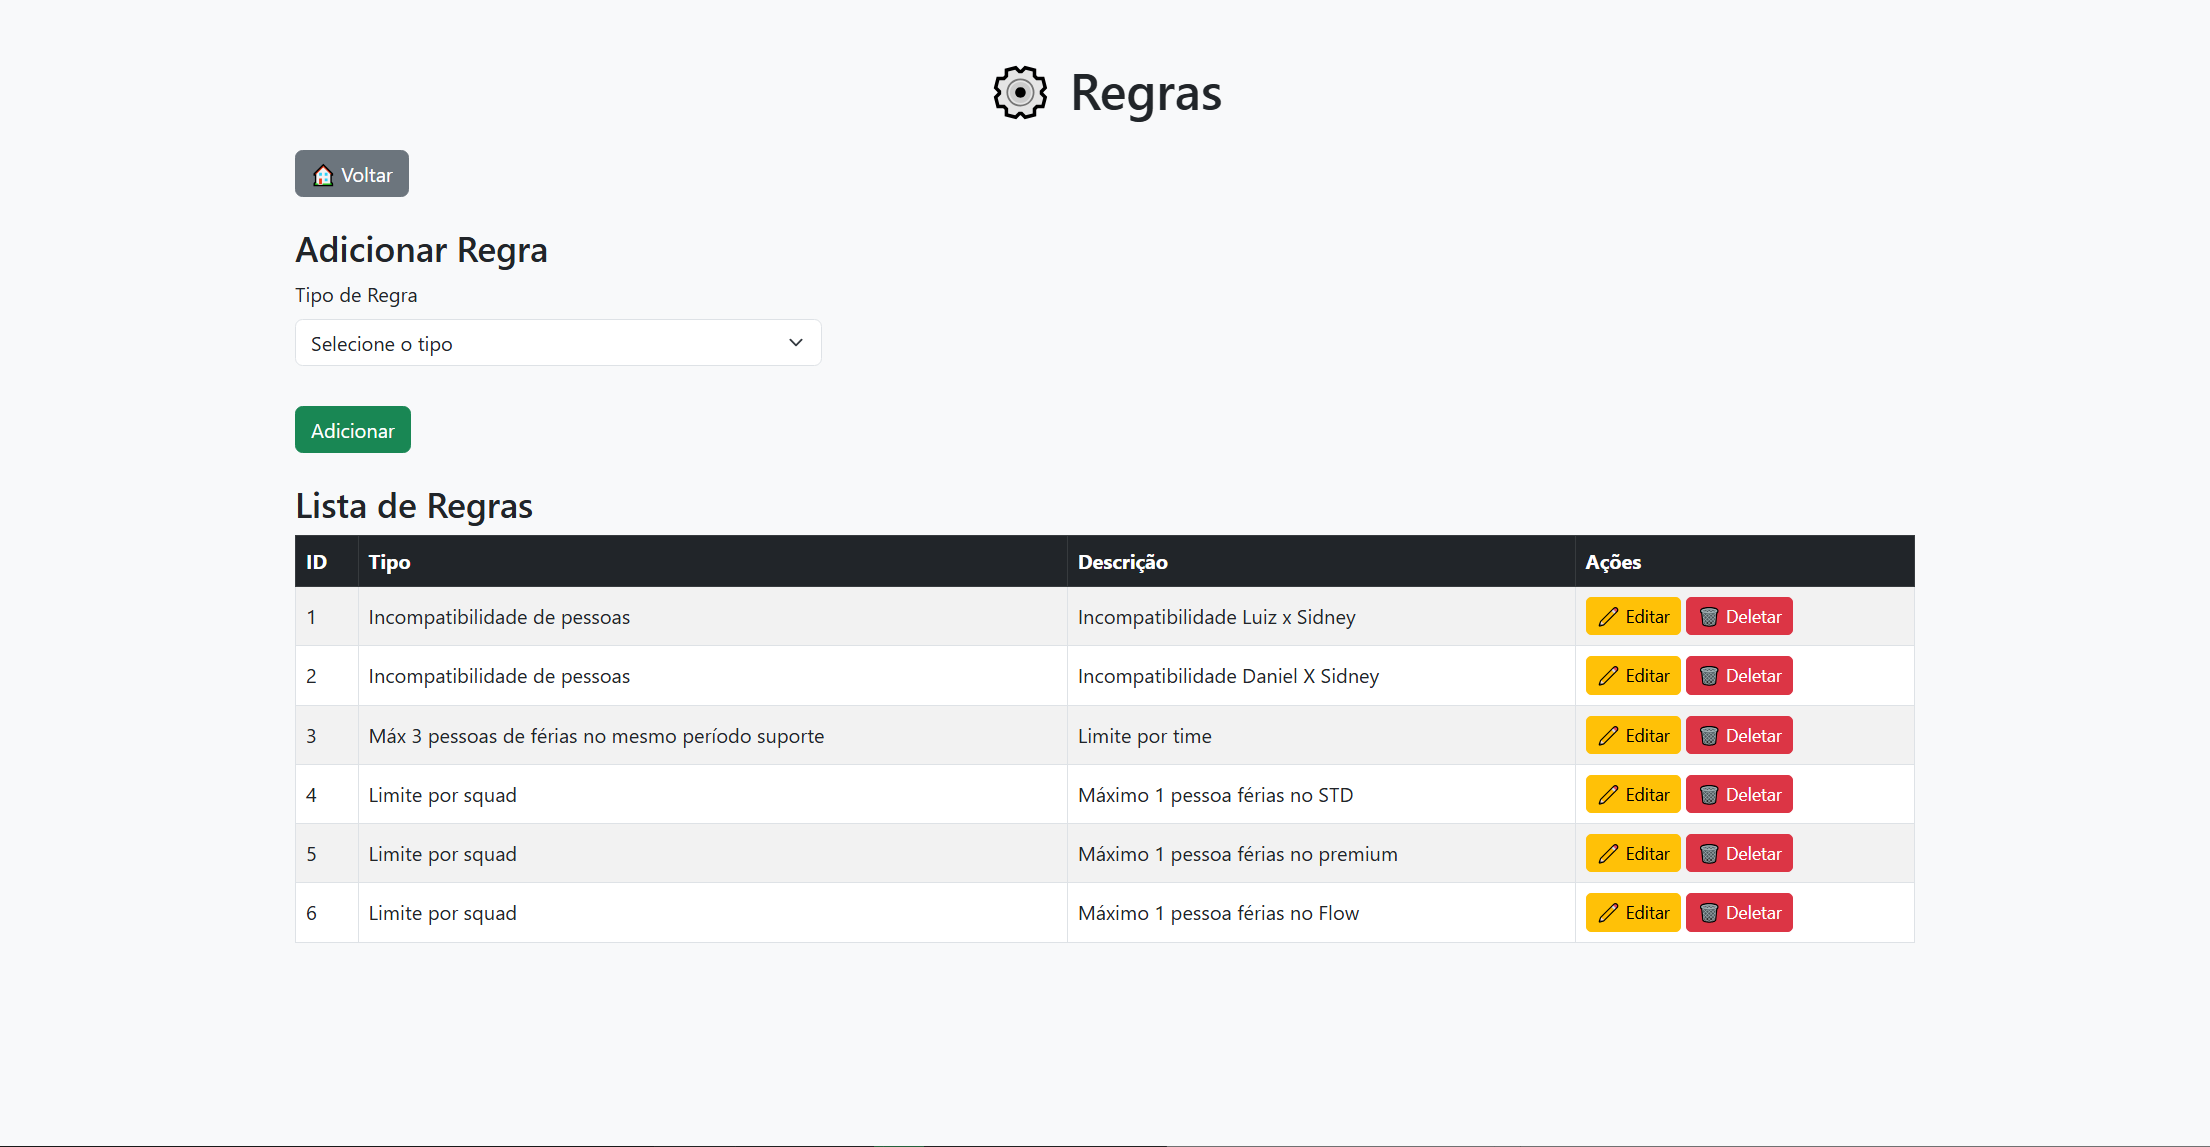 Regras
Voltar
Adicionar Regra
Tipo de Regra
Selecione o tipo
Adicionar
Lista de Regras
ID Tipo Descrição Ações
1 Incompatibilidade de pessoas Incompatibilidade Luiz x Sidney Editar Deletar
2 Incompatibilidade de pessoas Incompatibilidade Daniel X Sidney Editar Deletar
3 Máx 3 pessoas de férias no mesmo período suporte Limite por time Editar Deletar
4 Limite por squad Máximo 1 pessoa férias no STD Editar Deletar
5 Limite por squad Máximo 1 pessoa férias no premium Editar Deletar
6 Limite por squad Máximo 1 pessoa férias no Flow Editar Deletar